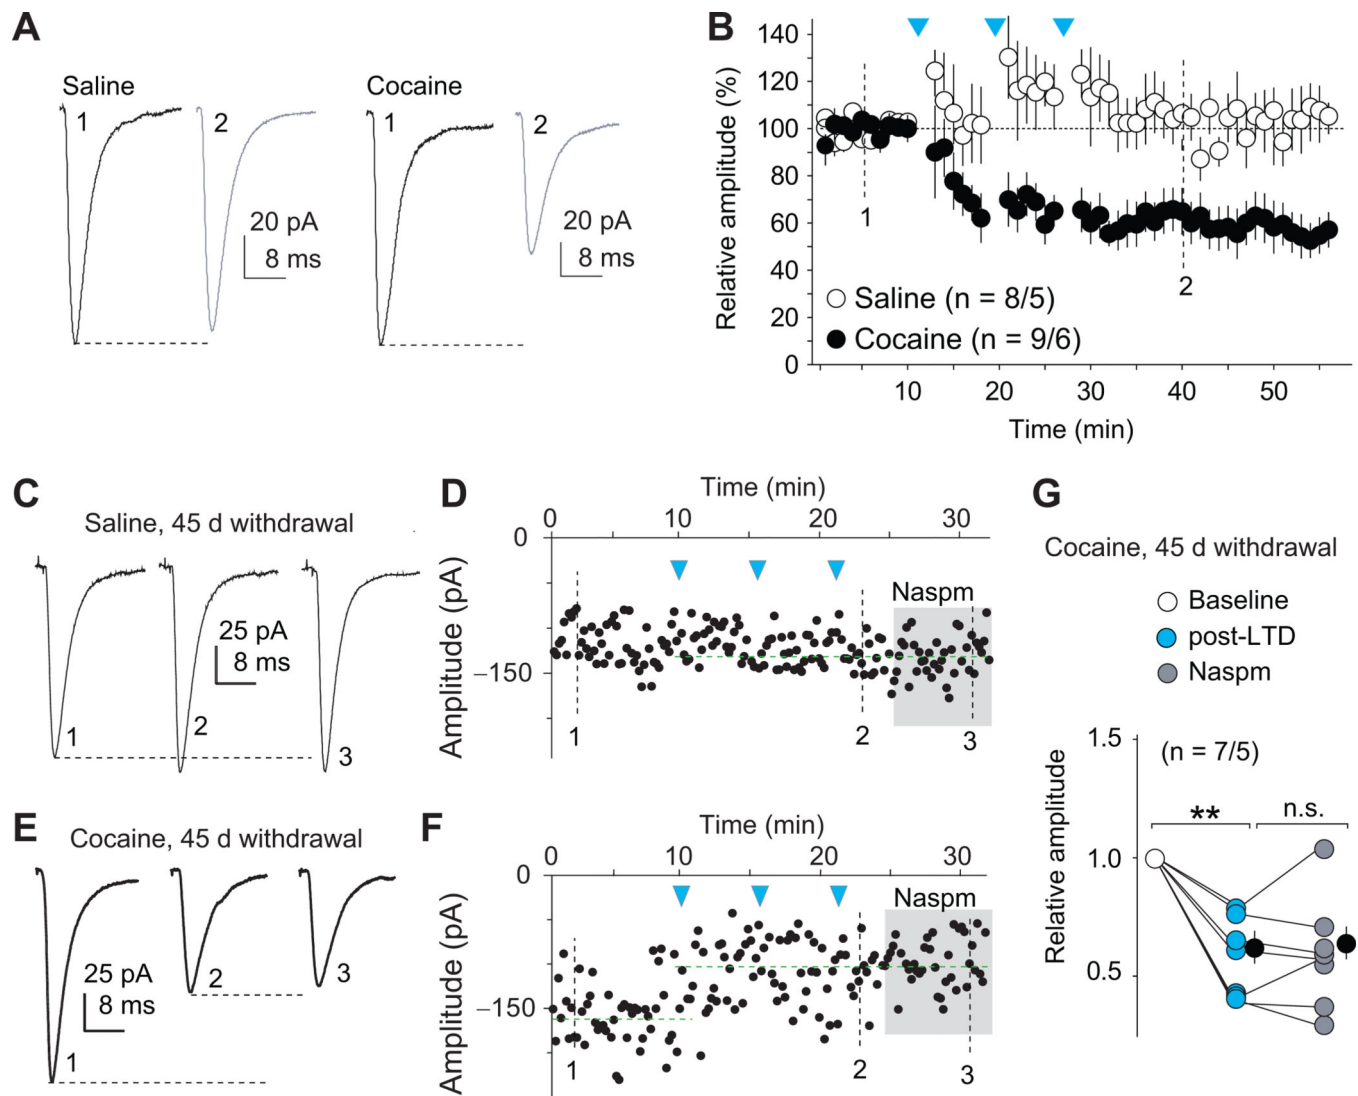 A
Saline
1
2
20 pA
8 ms
Cocaine
1
2
20 pA
8 ms
B
Relative amplitude (%)
140
120
100
80
60
40
20
0
1
2
Saline (n = 8/5)
Cocaine (n = 9/6)
10
20
30
40
50
Time (min)
C
Saline, 45 d withdrawal
1
2
3
25 pA
8 ms
D
Time (min)
0
10
20
30
Amplitude (pA)
0
−150
Naspm
1
2
3
E
Cocaine, 45 d withdrawal
1
2
3
25 pA
8 ms
F
Time (min)
0
10
20
30
Amplitude (pA)
0
−150
Naspm
1
2
3
G
Cocaine, 45 d withdrawal
Baseline
post-LTD
Naspm
Relative amplitude
1.5
1.0
0.5
(n = 7/5)
**
n.s.